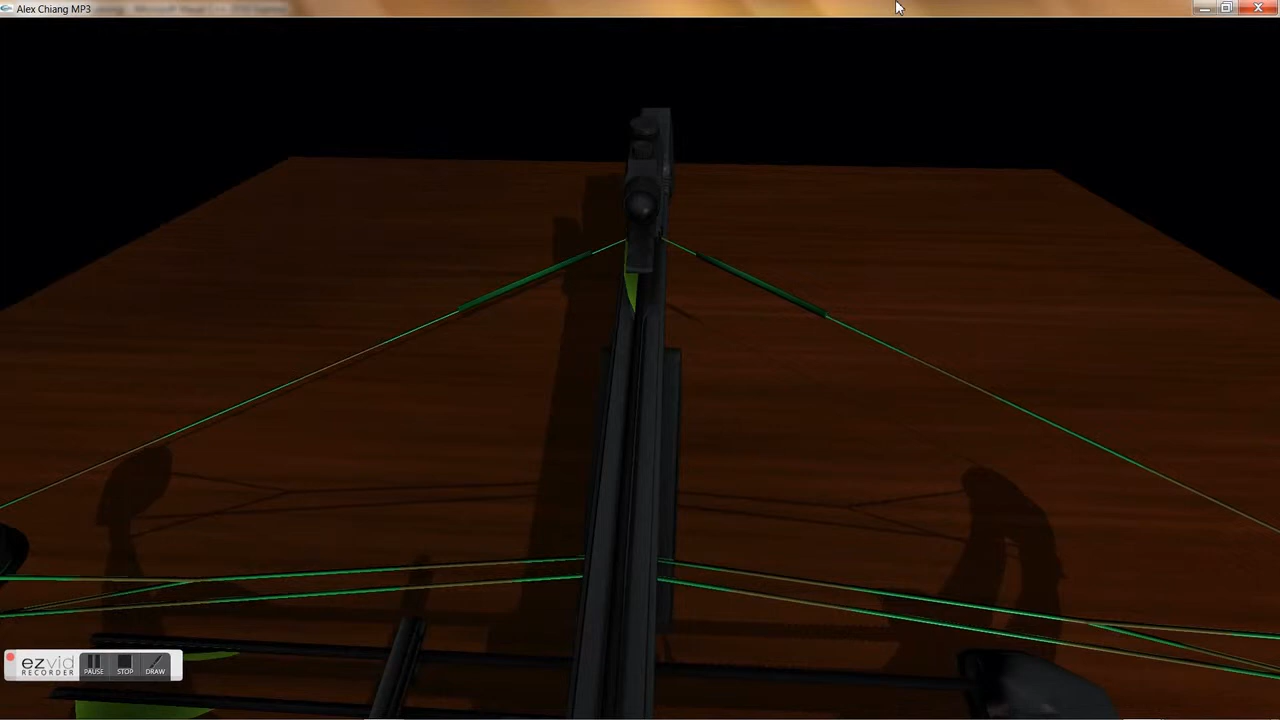 Alex Chiang MP3
ezvid
RECORDER
PAUSE
STOP
DRAW